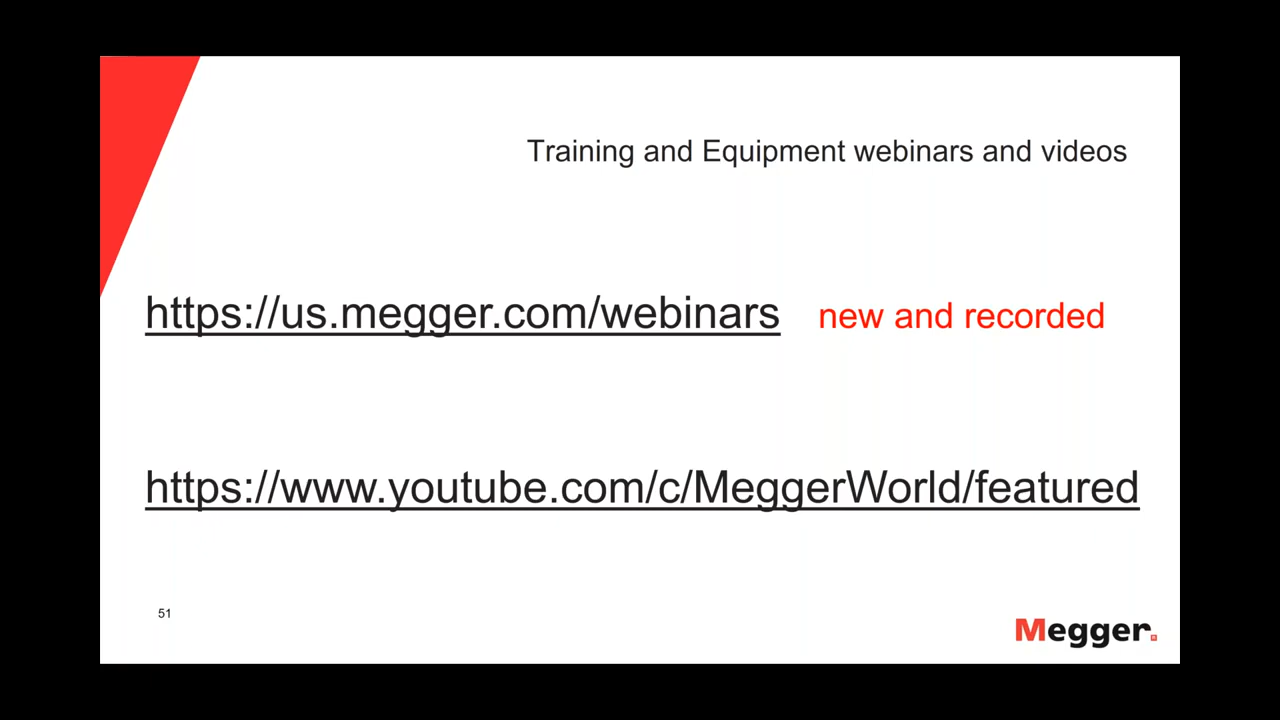 Training and Equipment webinars and videos
https://us.megger.com/webinars new and recorded
https://www.youtube.com/c/MeggerWorld/featured
51
Megger.